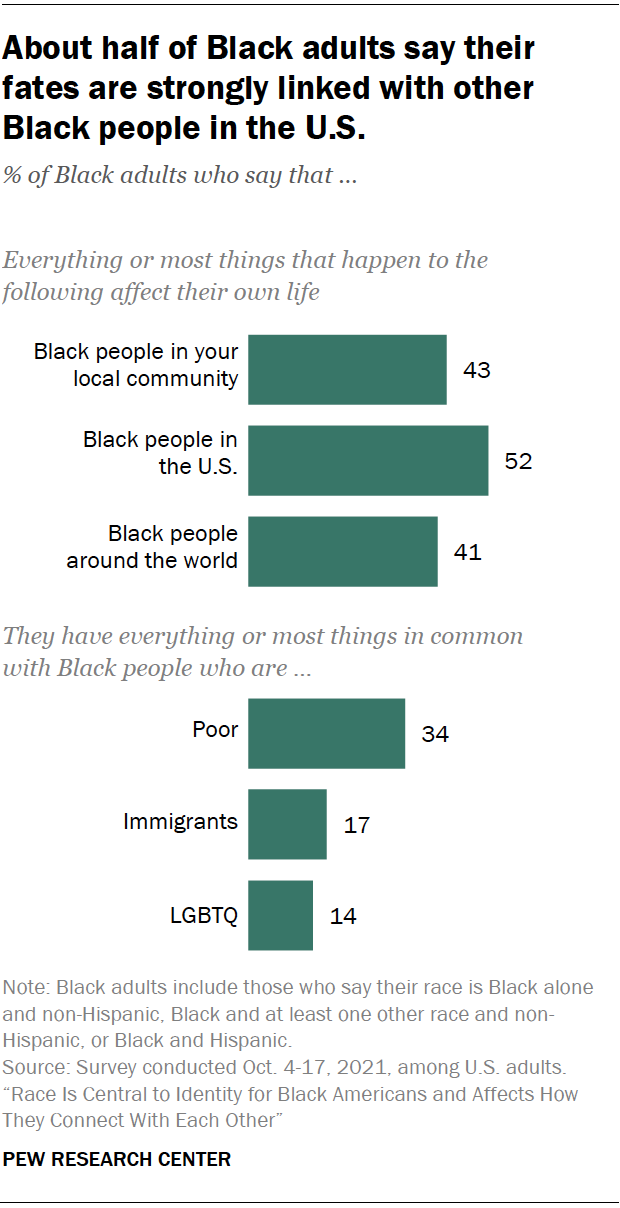 About half of Black adults say their
fates are strongly linked with other
Black people in the U.S.
% of Black adults who say that ...
Everything or most things that happen to the
following affect their own life
Black people in your
local community
43
Black people in
the U.S.
52
Black people
around the world
41
They have everything or most things in common
with Black people who are ...
Poor
34
Immigrants
17
LGBTQ
14
Note: Black adults include those who say their race is Black alone
and non-Hispanic, Black and at least one other race and non-
Hispanic, or Black and Hispanic.
Source: Survey conducted Oct. 4-17, 2021, among U.S. adults.
“Race Is Central to Identity for Black Americans and Affects How
They Connect With Each Other”
PEW RESEARCH CENTER